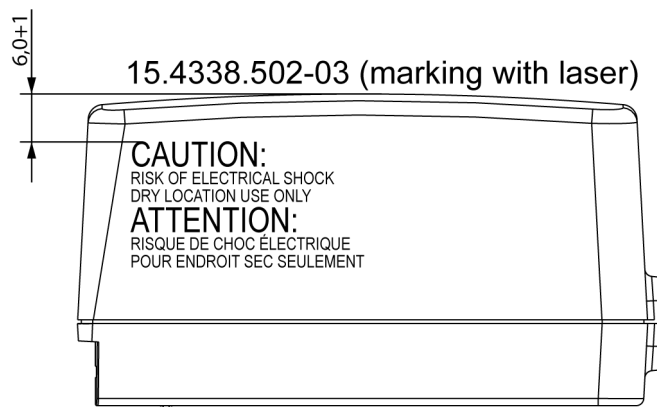 6,0+1
15.4338.502-03 (marking with laser)
CAUTION:
RISK OF ELECTRICAL SHOCK
DRY LOCATION USE ONLY
ATTENTION:
RISQUE DE CHOC ÉLECTRIQUE
POUR ENDROIT SEC SEULEMENT